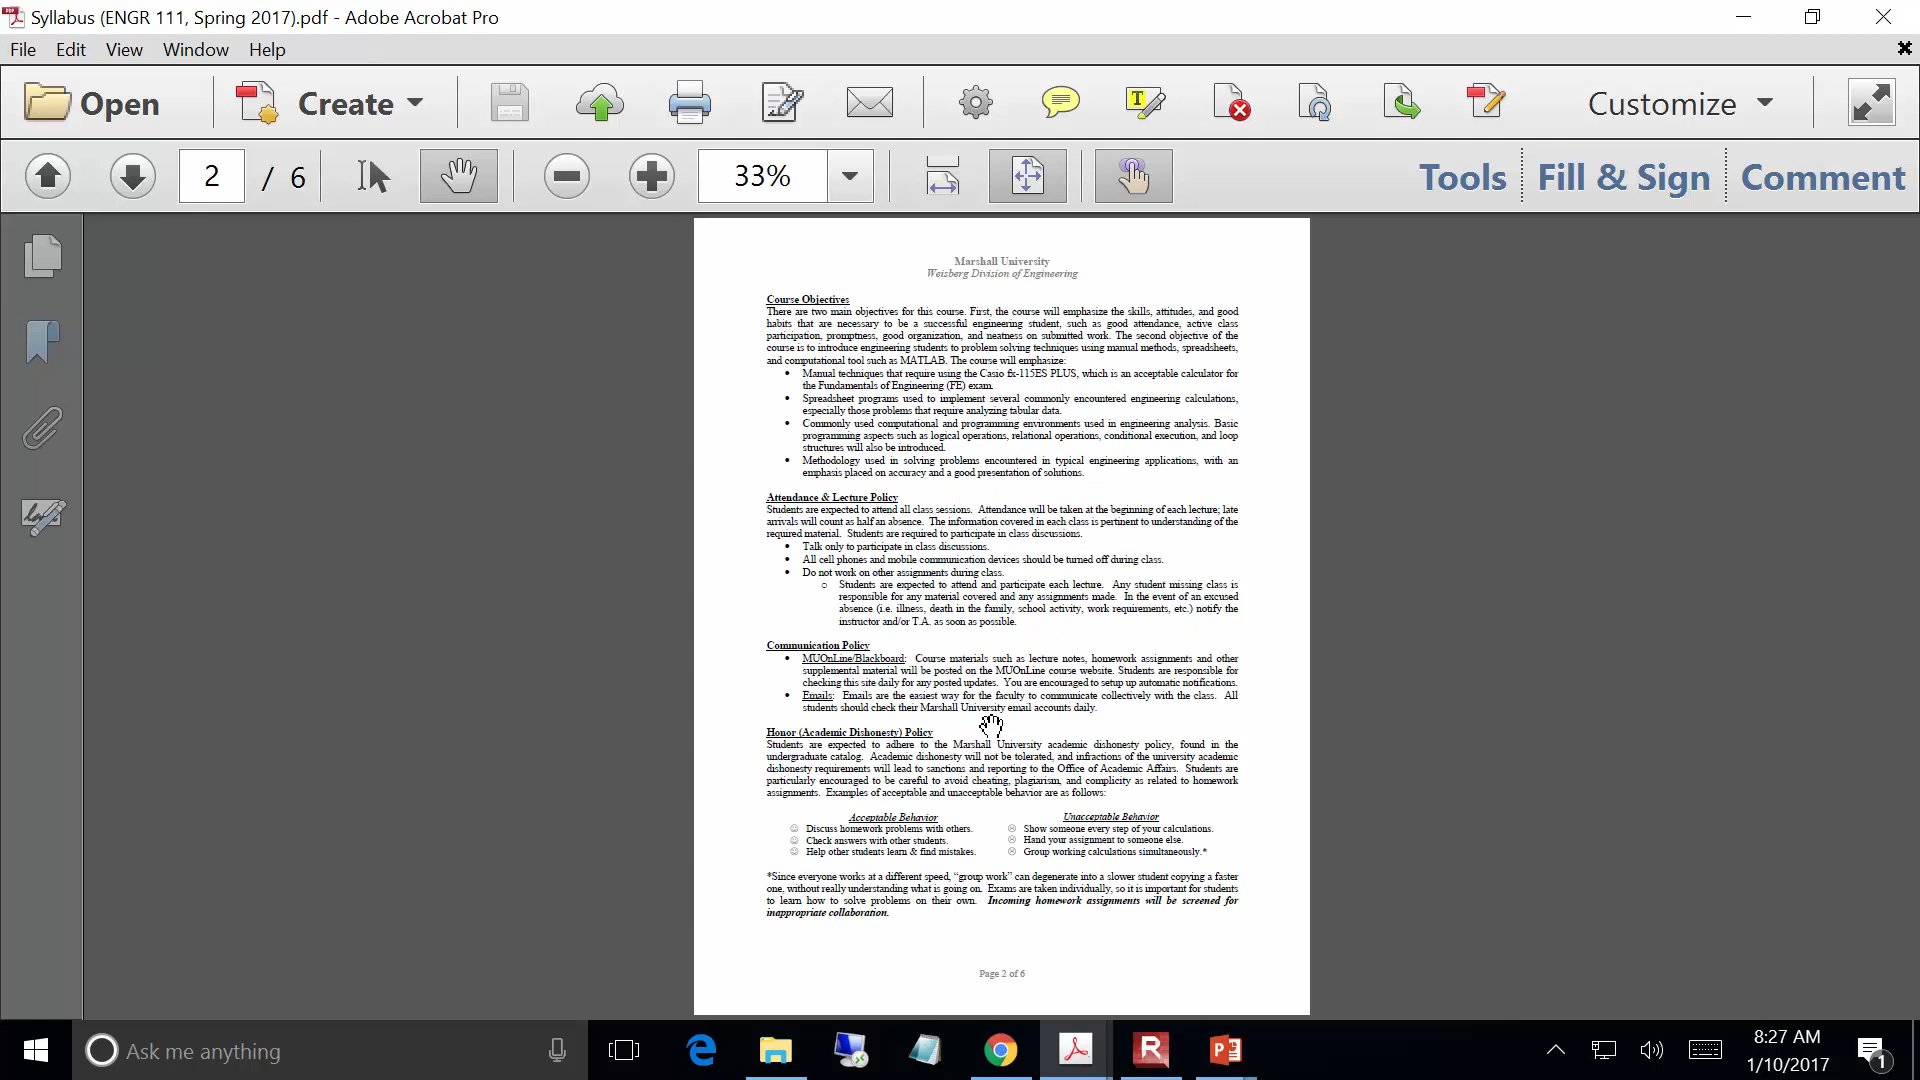 Syllabus (ENGR 111, Spring 2017).pdf - Adobe Acrobat Pro
File Edit View Window Help
Open Create Customize
2 / 6 33% Tools Fill & Sign Comment
Marshall University
Weisberg Division of Engineering
Course Objectives
There are two main objectives for this course. First, the course will emphasize the skills, attitudes, and good
habits that are necessary to be a successful engineering student, such as good attendance, active class
participation, promptness, good organization, and neatness on submitted work. The second objective of the
course is to introduce engineering students to problem solving techniques using manual methods, spreadsheets,
and computational tool such as MATLAB. The course will emphasize:
• Manual techniques that require using the Casio fx-115ES PLUS, which is an acceptable calculator for
the Fundamentals of Engineering (FE) exam.
• Spreadsheet programs used to implement several commonly encountered engineering calculations,
especially those problems that require analyzing tabular data.
• Commonly used computational and programming environments used in engineering analysis. Basic
programming aspects such as logical operations, relational operations, conditional execution, and loop
structures will also be introduced.
• Methodology used in solving problems encountered in typical engineering applications, with an
emphasis placed on accuracy and a good presentation of solutions.
Attendance & Lecture Policy
Students are expected to attend all class sessions. Attendance will be taken at the beginning of each lecture; late
arrivals will count as half an absence. The information covered in each class is pertinent to understanding of the
required material. Students are required to participate in class discussions.
• Talk only to participate in class discussions.
• All cell phones and mobile communication devices should be turned off during class.
• Do not work on other assignments during class.
o Students are expected to attend and participate each lecture. Any student missing class is
responsible for any material covered and any assignments made. In the event of an excused
absence (i.e. illness, death in the family, school activity, work requirements, etc.) notify the
instructor and/or T.A. as soon as possible.
Communication Policy
• MUOnLine/Blackboard: Course materials such as lecture notes, homework assignments and other
supplemental material will be posted on the MUOnLine course website. Students are responsible for
checking this site daily for any posted updates. You are encouraged to setup up automatic notifications.
• Emails: Emails are the easiest way for the faculty to communicate collectively with the class. All
students should check their Marshall University email accounts daily.
Honor (Academic Dishonesty) Policy
Students are expected to adhere to the Marshall University academic dishonesty policy, found in the
undergraduate catalog. Academic dishonesty will not be tolerated, and infractions of the university academic
dishonesty requirements will lead to sanctions and reporting to the Office of Academic Affairs. Students are
particularly encouraged to be careful to avoid cheating, plagiarism, and complicity as related to homework
assignments. Examples of acceptable and unacceptable behavior are as follows:
Acceptable Behavior Unacceptable Behavior
☺ Discuss homework problems with others. ☹ Show someone every step of your calculations.
☺ Check answers with other students. ☹ Hand your assignment to someone else.
☺ Help other students learn & find mistakes. ☹ Group working calculations simultaneously.*
*Since everyone works at a different speed, “group work” can degenerate into a slower student copying a faster
one, without really understanding what is going on. Exams are taken individually, so it is important for students
to learn how to solve problems on their own. Incoming homework assignments will be screened for
inappropriate collaboration.
Page 2 of 6
Ask me anything
8:27 AM
1/10/2017
1